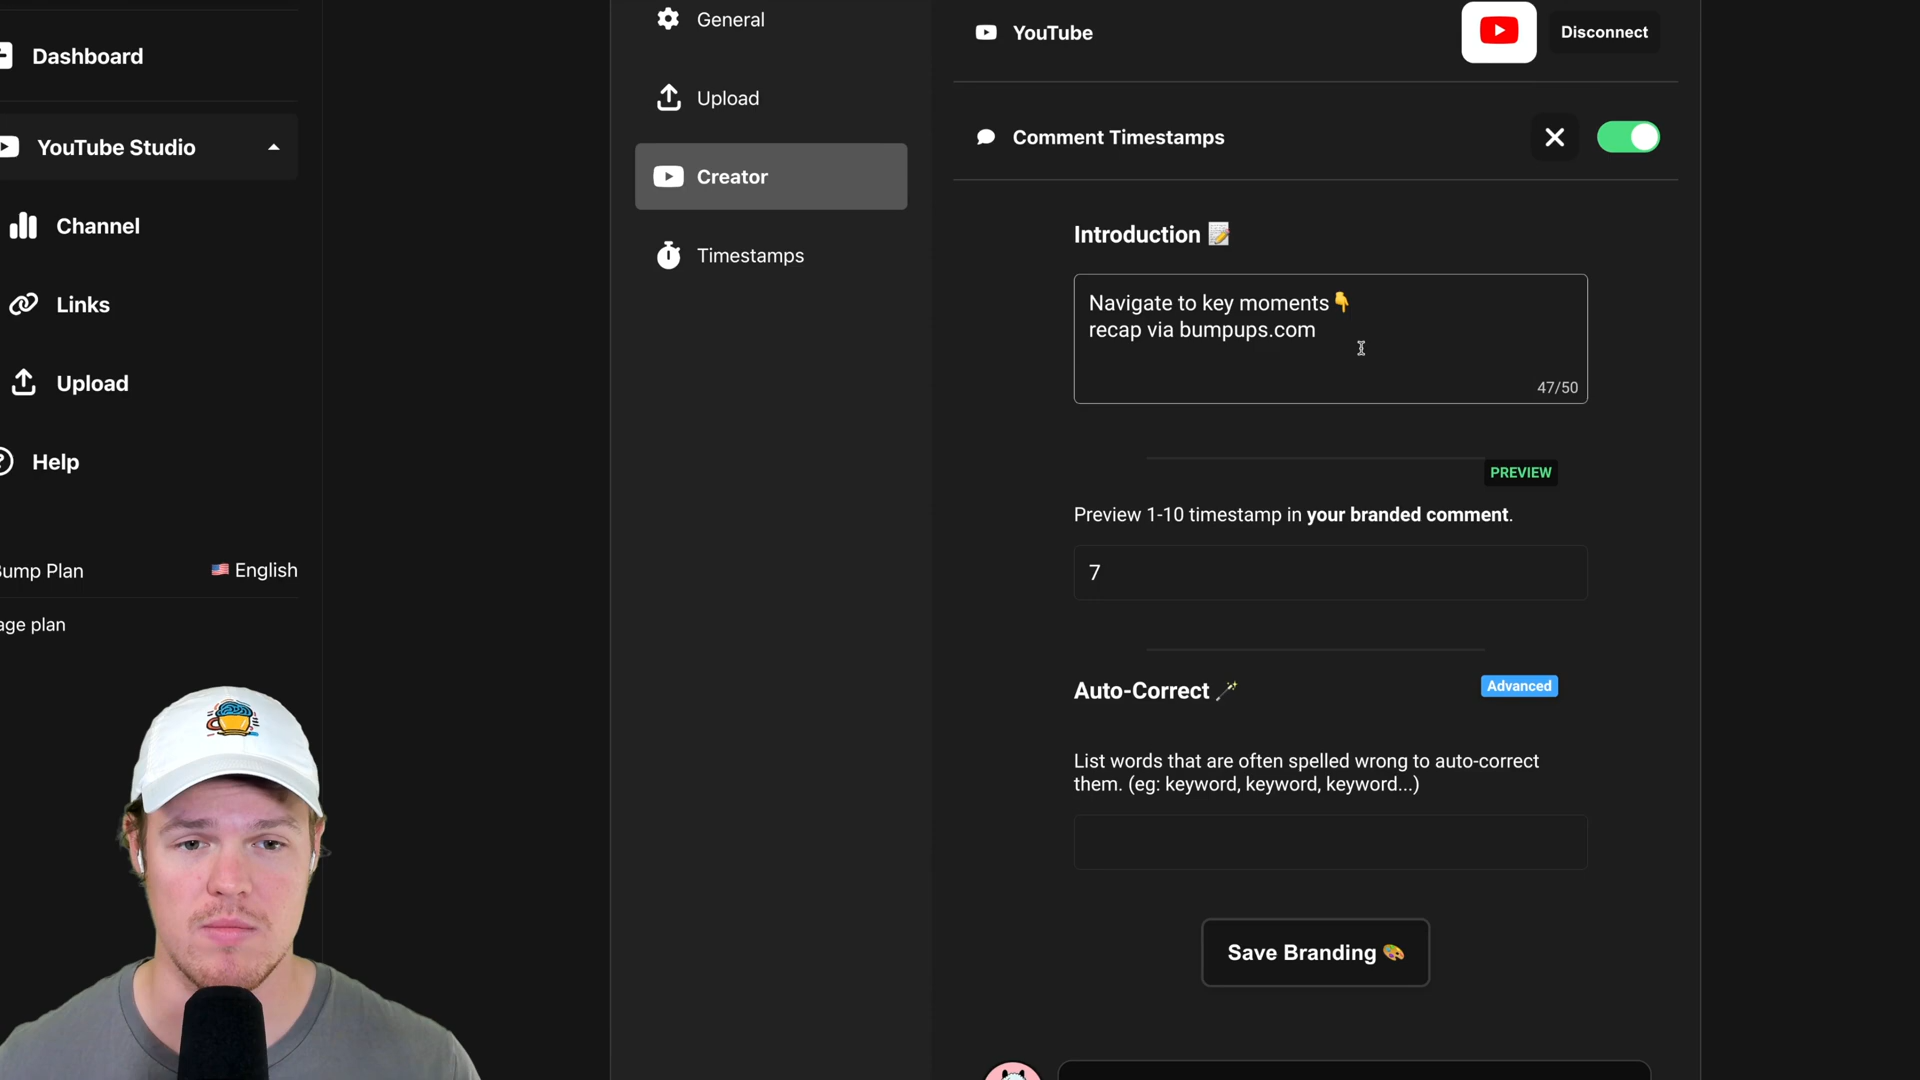 Dashboard
YouTube Studio
Channel
Links
Upload
Help
Bump Plan
English
age plan
General
Upload
Creator
Timestamps
YouTube
Disconnect
Comment Timestamps
Introduction 📝
Navigate to key moments👇
recap via bumpups.com
47/50
PREVIEW
Preview 1-10 timestamp in your branded comment.
7
Auto-Correct 🪄
Advanced
List words that are often spelled wrong to auto-correct
them. (eg: keyword, keyword, keyword...)
Save Branding 🎨